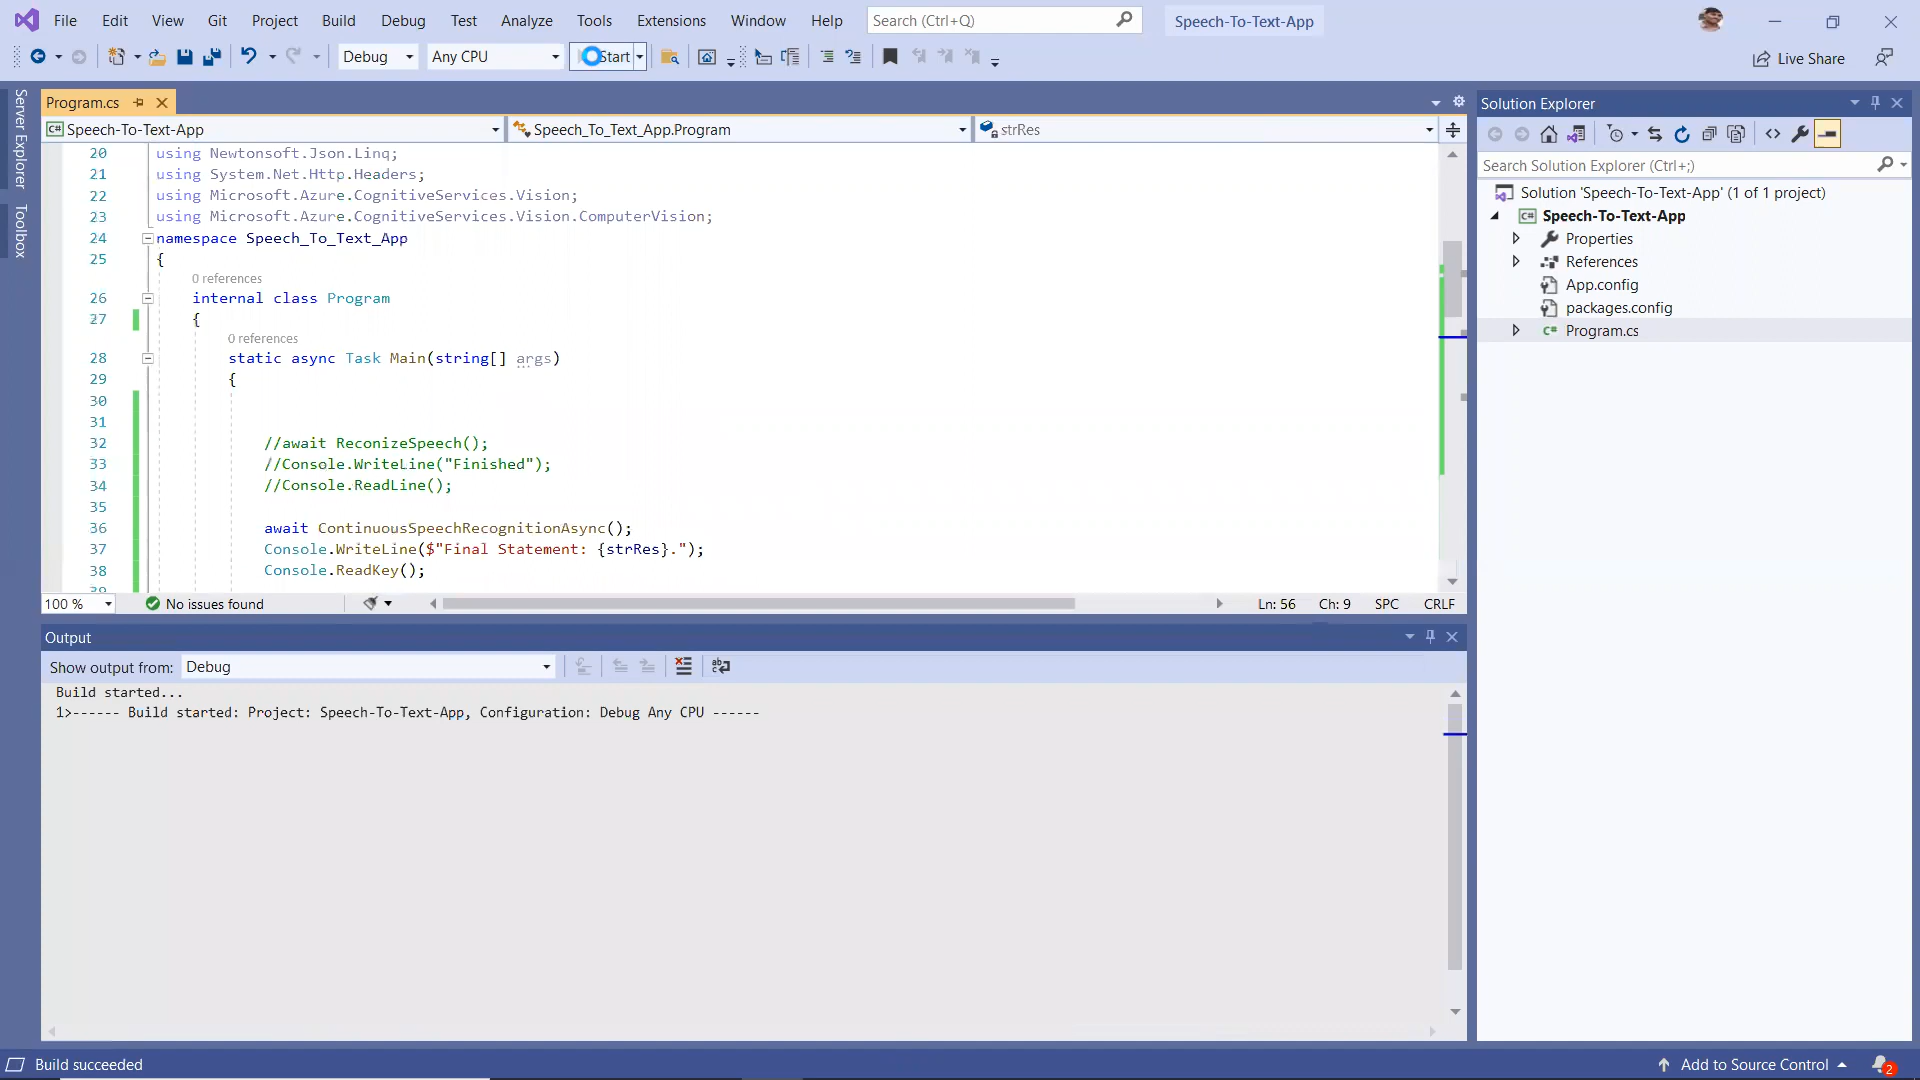 File Edit View Git Project Build Debug Test Analyze Tools Extensions Window Help Search (Ctrl+Q) Speech-To-Text-App
Debug Any CPU Start Live Share
Server Explorer
Toolbox
Program.cs
Speech-To-Text-App Speech_To_Text_App.Program strRes
20 using Newtonsoft.Json.Linq;
21 using System.Net.Http.Headers;
22 using Microsoft.Azure.CognitiveServices.Vision;
23 using Microsoft.Azure.CognitiveServices.Vision.ComputerVision;
24 namespace Speech_To_Text_App
25 {
0 references
26 internal class Program
27 {
0 references
28 static async Task Main(string[] args)
29 {
30
31
32 //await ReconizeSpeech();
33 //Console.WriteLine("Finished");
34 //Console.ReadLine();
35
36 await ContinuousSpeechRecognitionAsync();
37 Console.WriteLine($"Final Statement: {strRes}.");
38 Console.ReadKey();
39
100 % No issues found Ln: 56 Ch: 9 SPC CRLF
Output
Show output from: Debug
Build started...
1>------ Build started: Project: Speech-To-Text-App, Configuration: Debug Any CPU ------
Solution Explorer
Search Solution Explorer (Ctrl+;)
Solution 'Speech-To-Text-App' (1 of 1 project)
Speech-To-Text-App
Properties
References
App.config
packages.config
Program.cs
Build succeeded Add to Source Control 2